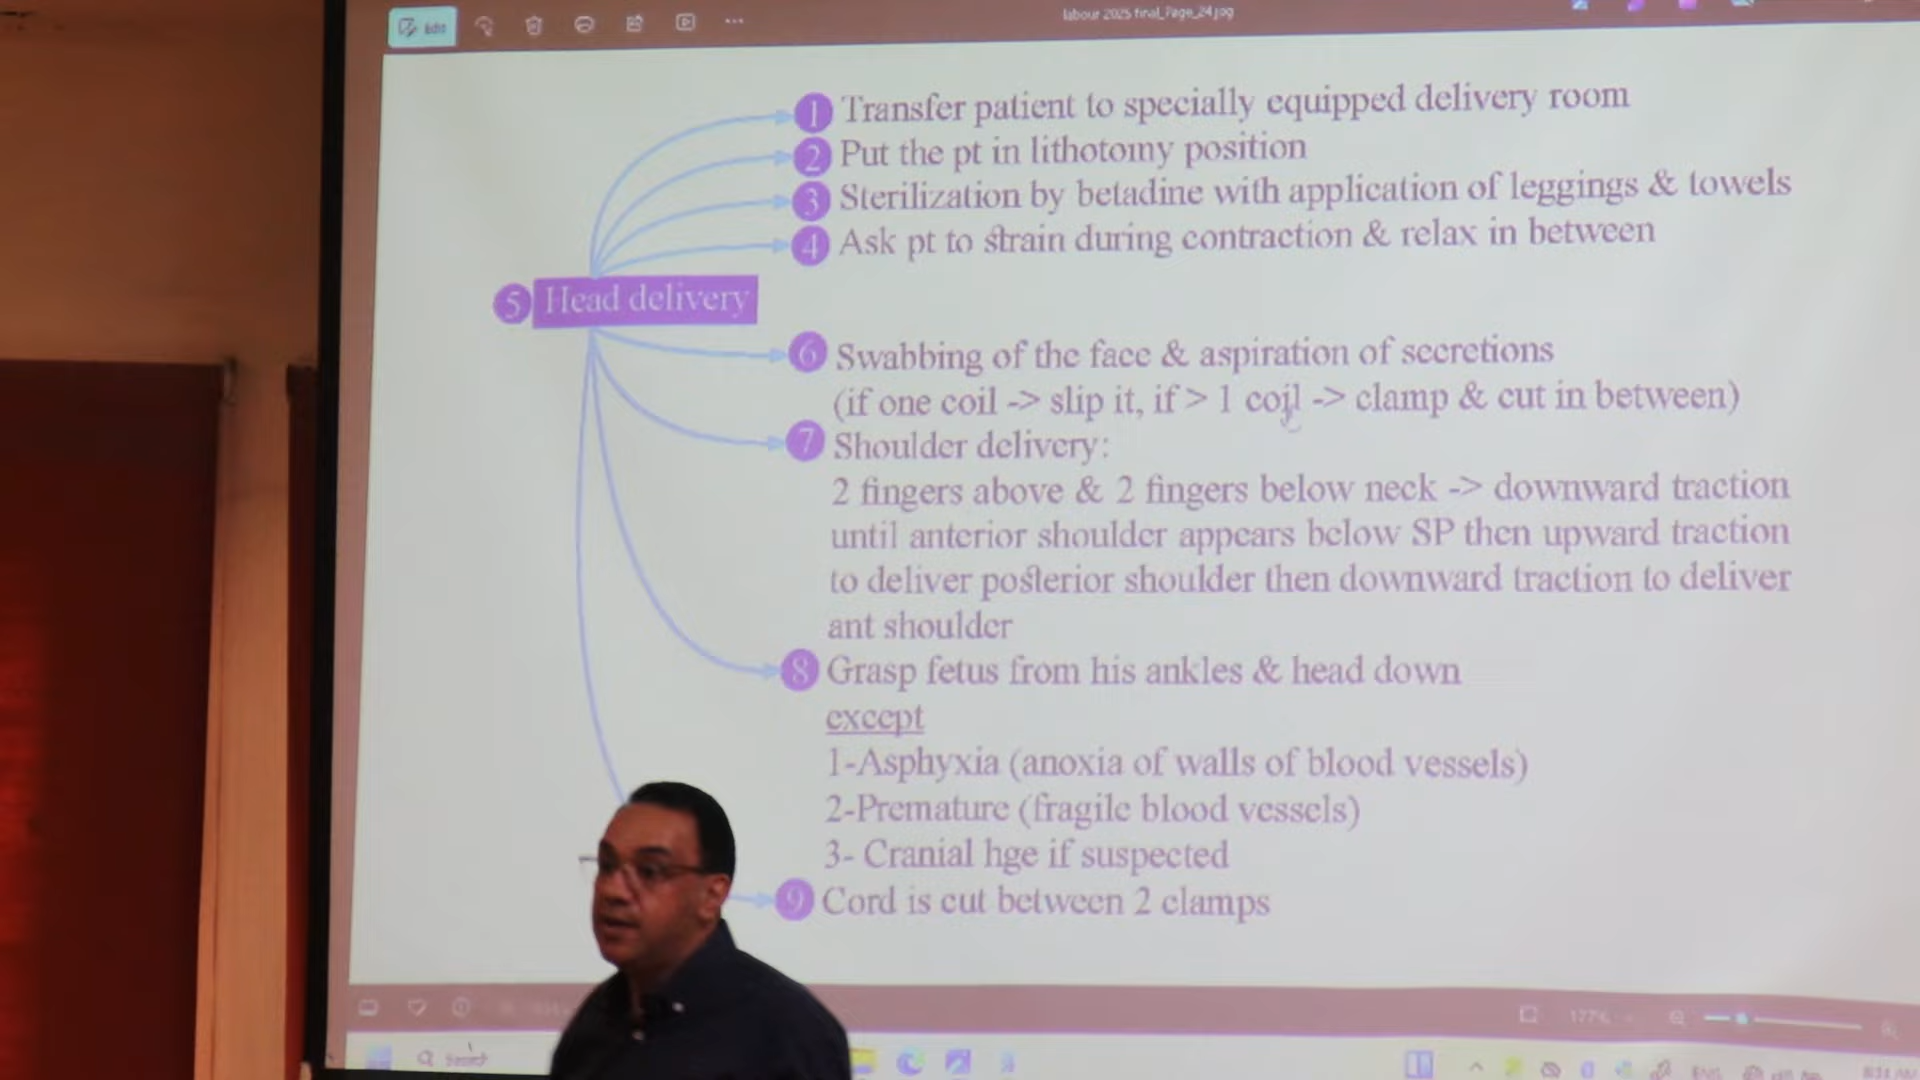 Edit
labour 2025 final_Page_24.jpg
1 Transfer patient to specially equipped delivery room
2 Put the pt in lithotomy position
3 Sterilization by betadine with application of leggings & towels
4 Ask pt to strain during contraction & relax in between
5 Head delivery
6 Swabbing of the face & aspiration of secretions
(if one coil -> slip it, if > 1 coil -> clamp & cut in between)
7 Shoulder delivery:
2 fingers above & 2 fingers below neck -> downward traction
until anterior shoulder appears below SP then upward traction
to deliver posterior shoulder then downward traction to deliver
ant shoulder
8 Grasp fetus from his ankles & head down
except
1-Asphyxia (anoxia of walls of blood vessels)
2-Premature (fragile blood vessels)
3- Cranial hge if suspected
9 Cord is cut between 2 clamps
177%
Search
ENG